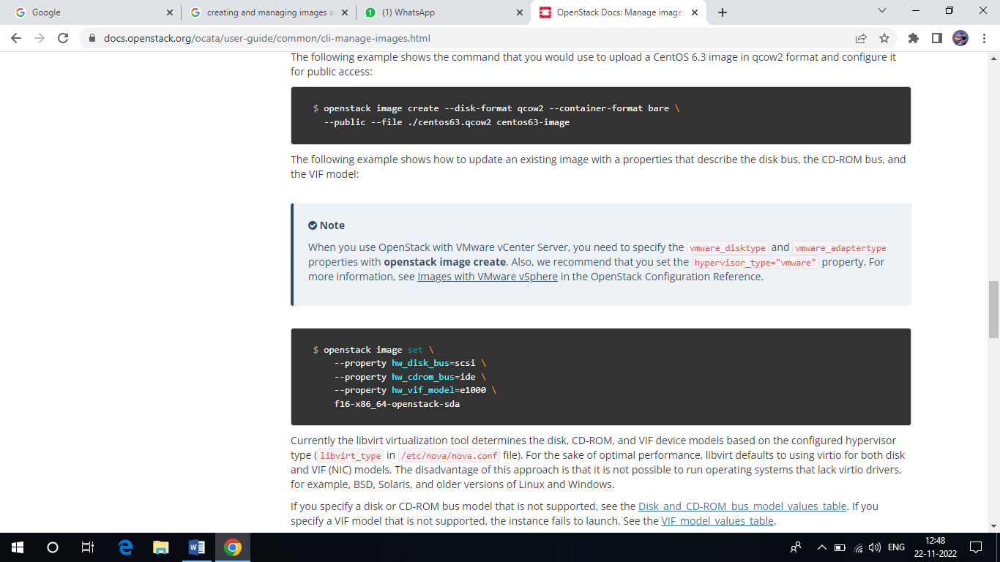 Google
creating and managing images a
(1) WhatsApp
OpenStack Docs: Manage images
docs.openstack.org/ocata/user-guide/common/cli-manage-images.html
The following example shows the command that you would use to upload a CentOS 6.3 image in qcow2 format and configure it
for public access:
$ openstack image create --disk-format qcow2 --container-format bare \
--public --file ./centos63.qcow2 centos63-image
The following example shows how to update an existing image with a properties that describe the disk bus, the CD-ROM bus, and
the VIF model:
Note
When you use OpenStack with VMware vCenter Server, you need to specify the vmware_disktype and vmware_adaptertype
properties with openstack image create. Also, we recommend that you set the hypervisor_type="vmware" property. For
more information, see Images with VMware vSphere in the OpenStack Configuration Reference.
$ openstack image set \
--property hw_disk_bus=scsi \
--property hw_cdrom_bus=ide \
--property hw_vif_model=e1000 \
f16-x86_64-openstack-sda
Currently the libvirt virtualization tool determines the disk, CD-ROM, and VIF device models based on the configured hypervisor
type ( libvirt_type in /etc/nova/nova.conf file). For the sake of optimal performance, libvirt defaults to using virtio for both disk
and VIF (NIC) models. The disadvantage of this approach is that it is not possible to run operating systems that lack virtio drivers,
for example, BSD, Solaris, and older versions of Linux and Windows.
If you specify a disk or CD-ROM bus model that is not supported, see the Disk_and_CD-ROM_bus_model_values_table. If you
specify a VIF model that is not supported, the instance fails to launch. See the VIF_model_values_table.
ENG
12:48
22-11-2022